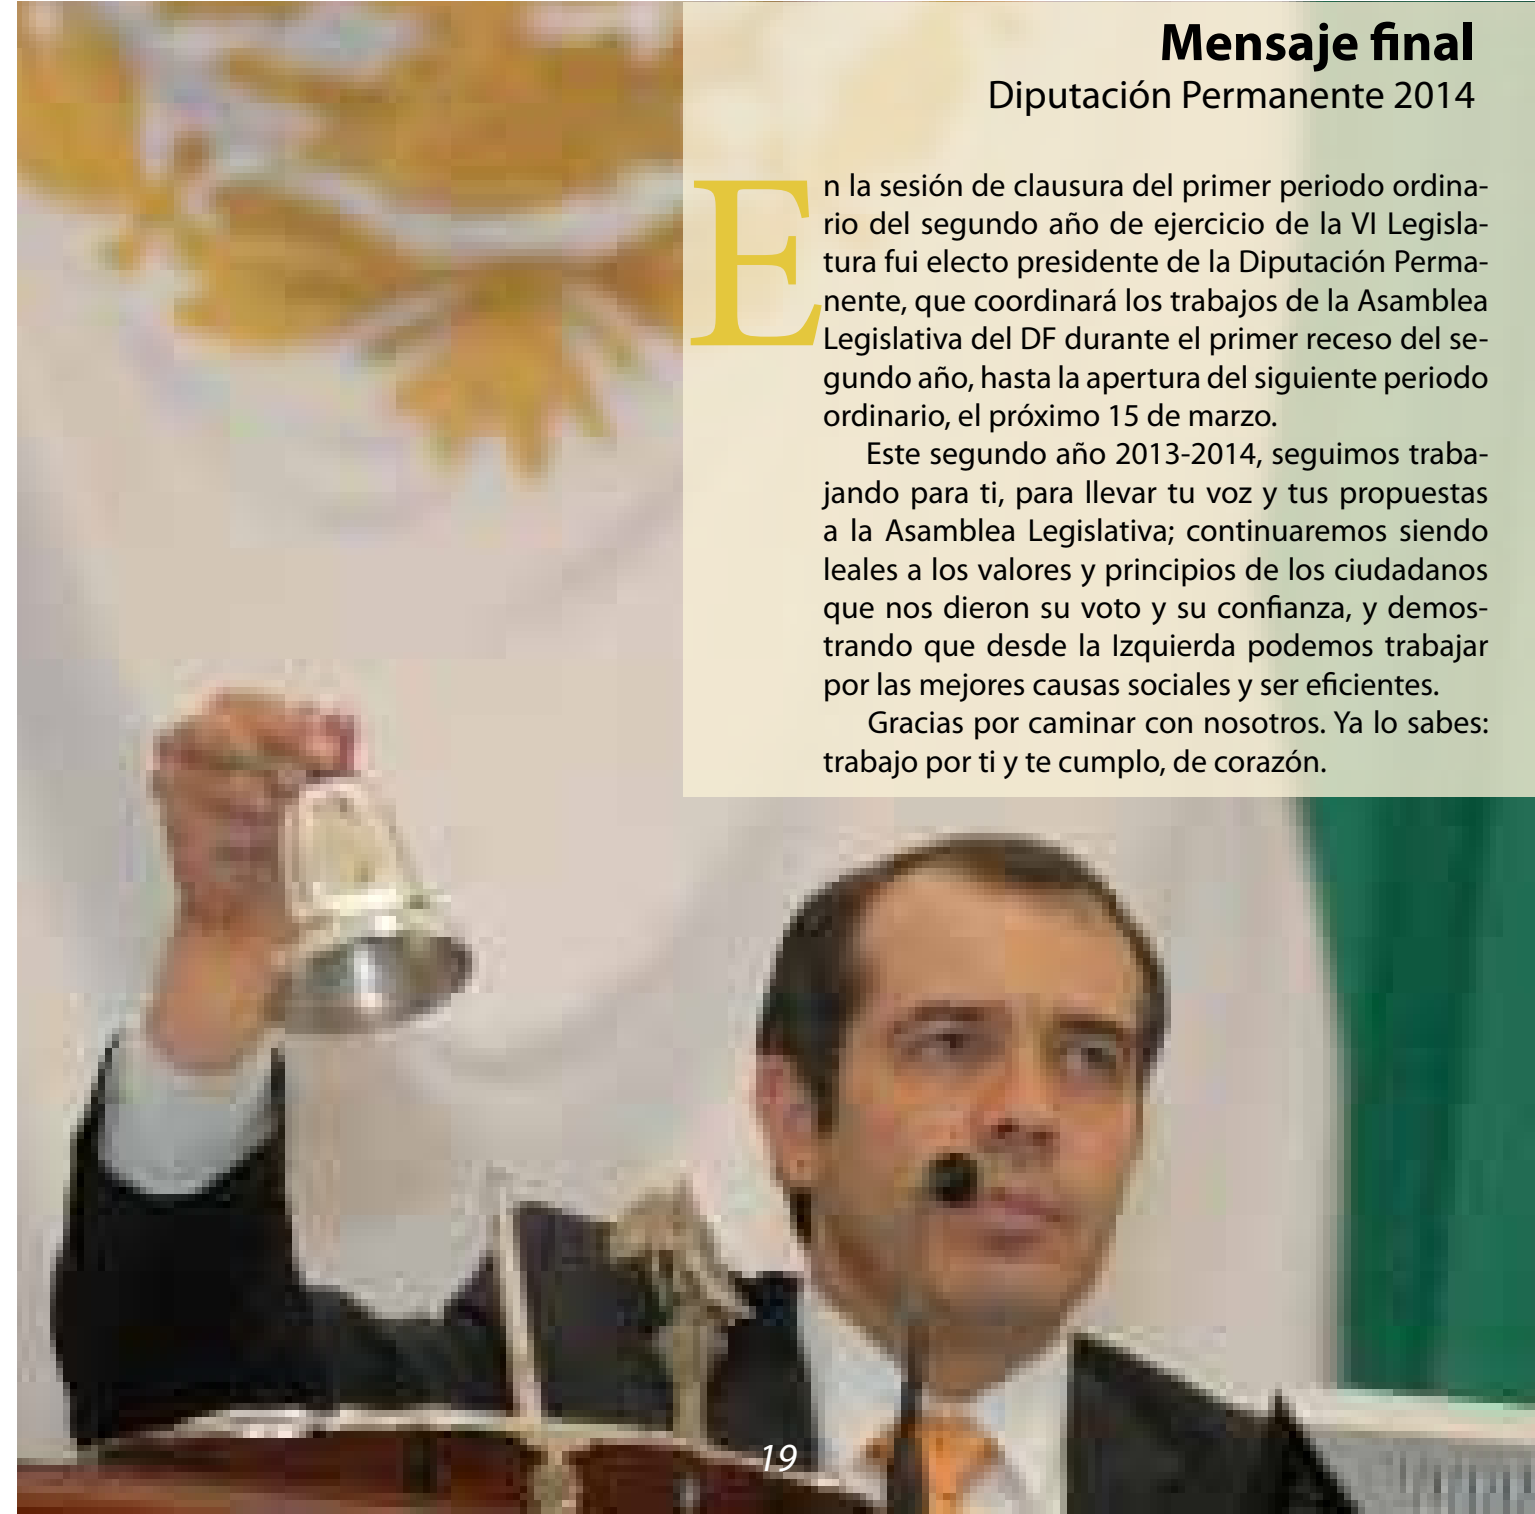 Mensaje final
Diputación Permanente 2014
En la sesión de clausura del primer periodo ordina-
rio del segundo año de ejercicio de la VI Legisla-
tura fui electo presidente de la Diputación Perma-
nente, que coordinará los trabajos de la Asamblea
Legislativa del DF durante el primer receso del se-
gundo año, hasta la apertura del siguiente periodo
ordinario, el próximo 15 de marzo.
Este segundo año 2013-2014, seguimos traba-
jando para ti, para llevar tu voz y tus propuestas
a la Asamblea Legislativa; continuaremos siendo
leales a los valores y principios de los ciudadanos
que nos dieron su voto y su confianza, y demos-
trando que desde la Izquierda podemos trabajar
por las mejores causas sociales y ser eficientes.
Gracias por caminar con nosotros. Ya lo sabes:
trabajo por ti y te cumplo, de corazón.
19